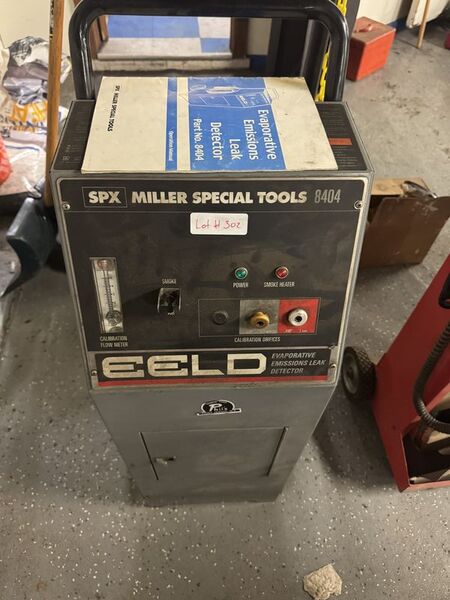 SPX MILLER SPECIAL TOOLS
Evaporative
Emissions
Leak
Detector
Part No. 8404
Operation Manual
SPX MILLER SPECIAL TOOLS 8404
Lot # 302
SMOKE
POWER
SMOKE HEATER
CALIBRATION
FLOW METER
CALIBRATION ORIFICES
EELD
EVAPORATIVE
EMISSIONS LEAK
DETECTOR